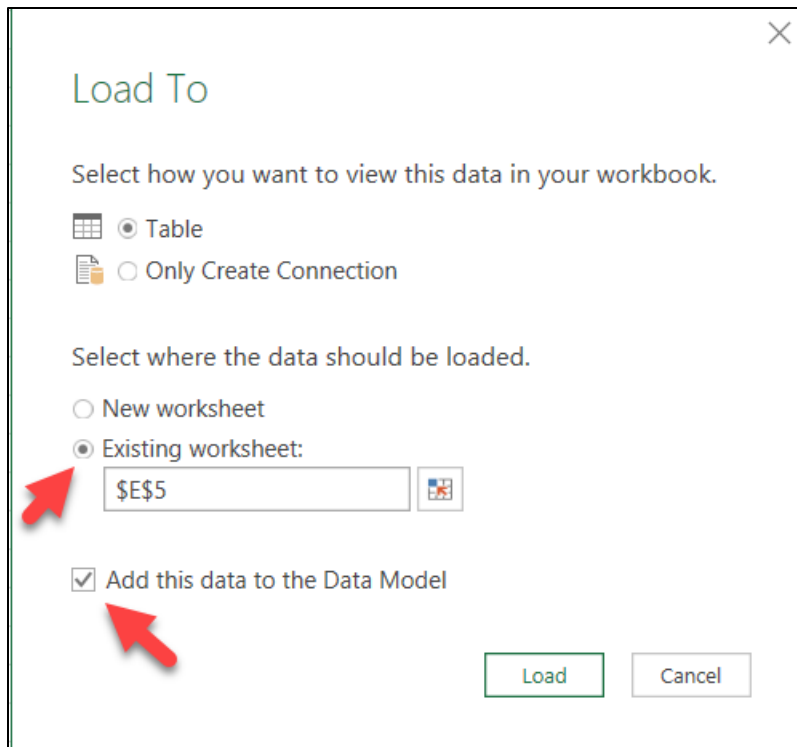 Load To
Select how you want to view this data in your workbook.
Table
Only Create Connection
Select where the data should be loaded.
New worksheet
Existing worksheet:
$E$5
Add this data to the Data Model
Load
Cancel